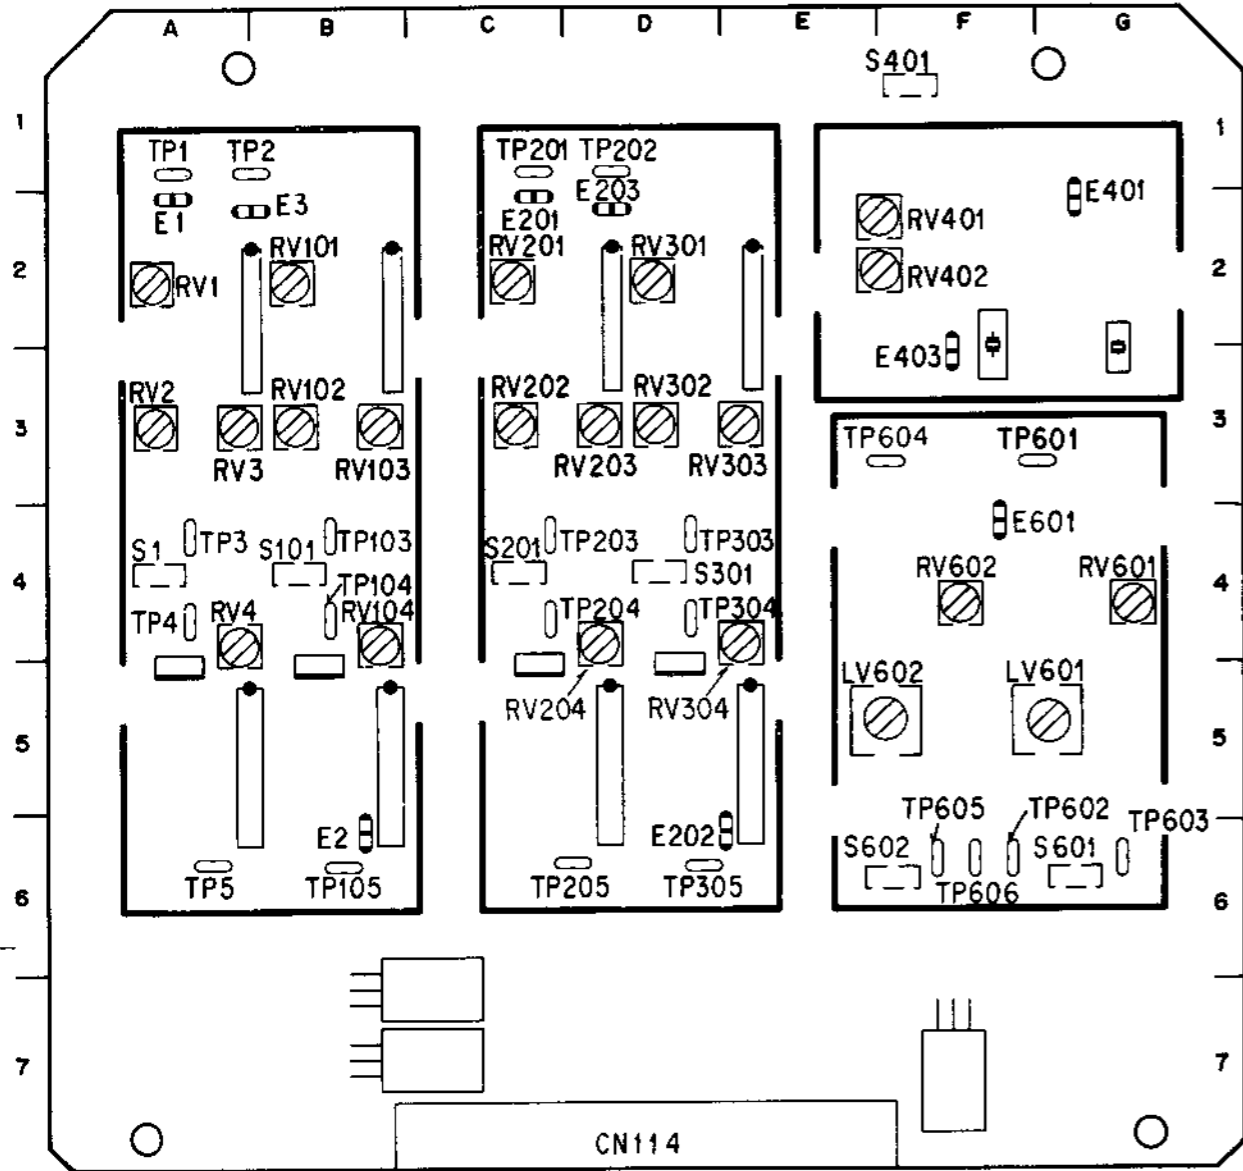 A B C D E F G
S401
1 1
TP1 TP2 TP201 TP202
E203 E401
E1 E3 E201 RV401
RV101 RV201 RV301
2 RV1 RV402 2
E403
RV2 RV102 RV202 RV302
3 3
TP604 TP601
RV3 RV103 RV203 RV303
E601
S1 TP3 S101 TP103 S201 TP203 TP303
RV602 RV601
4 S301 4
TP104
TP4 RV4 RV104 TP204 TP304
LV602 LV601
RV204 RV304
5 5
TP605 TP602 TP603
E2 E202
S602 S601
TP5 TP105 TP205 TP305 TP606
6 6
7 7
CN114